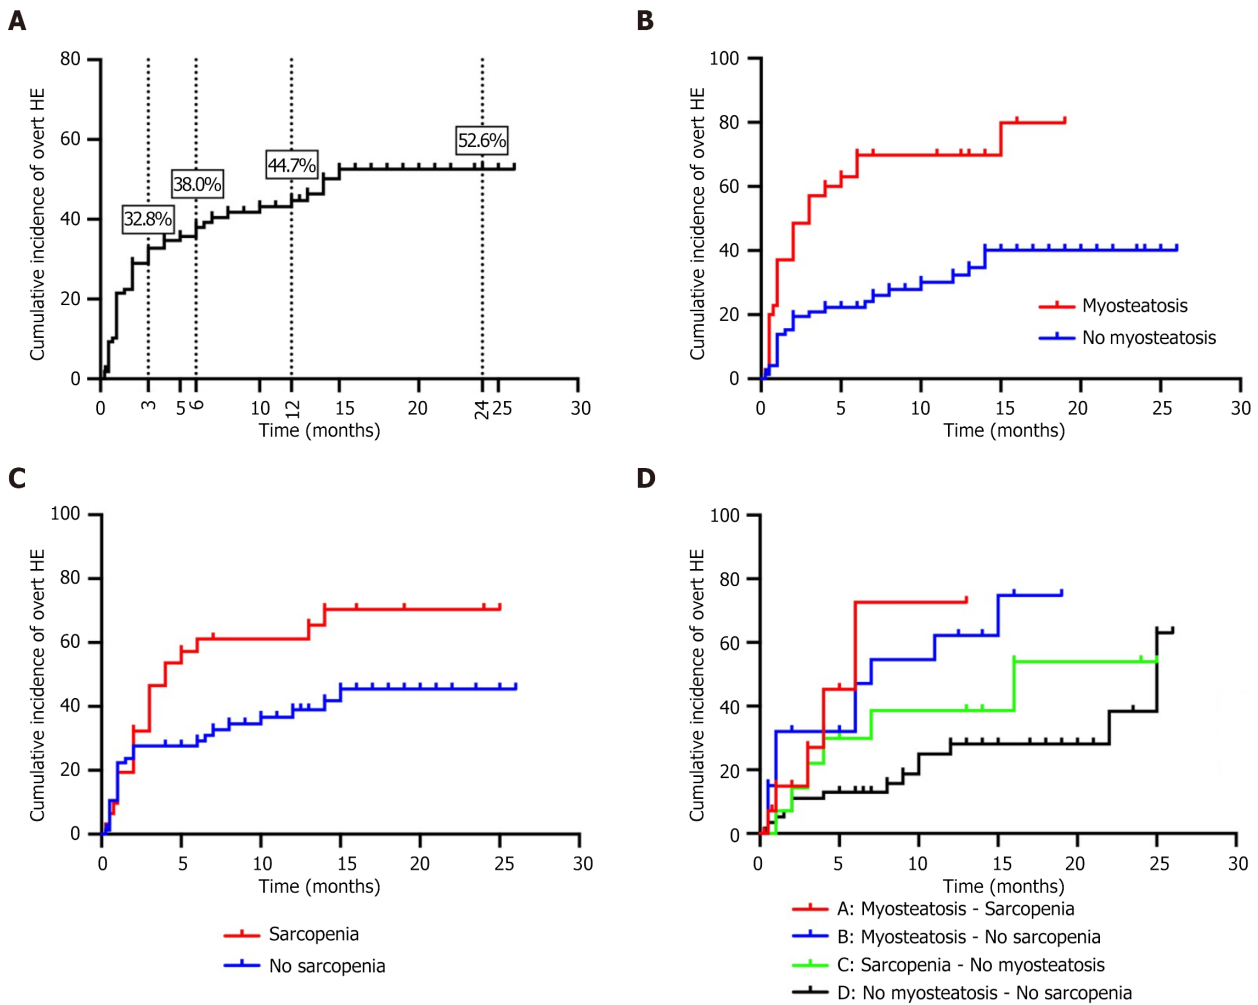 A
Cumulative incidence of overt HE
80
60
40
20
0
32.8%
38.0%
44.7%
52.6%
0 3 5 6 10 12 15 20 24 25 30
Time (months)
B
Cumulative incidence of overt HE
100
80
60
40
20
0
Myosteatosis
No myosteatosis
0 5 10 15 20 25 30
Time (months)
C
Cumulative incidence of overt HE
100
80
60
40
20
0
0 5 10 15 20 25 30
Time (months)
Sarcopenia
No sarcopenia
D
Cumulative incidence of overt HE
100
80
60
40
20
0
0 5 10 15 20 25 30
Time (months)
A: Myosteatosis - Sarcopenia
B: Myosteatosis - No sarcopenia
C: Sarcopenia - No myosteatosis
D: No myosteatosis - No sarcopenia